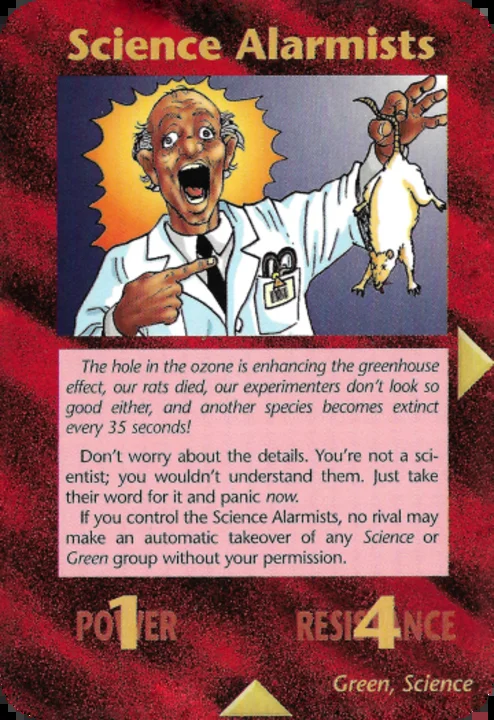 Science Alarmists
The hole in the ozone is enhancing the greenhouse
effect, our rats died, our experimenters don't look so
good either, and another species becomes extinct
every 35 seconds!
Don't worry about the details. You're not a sci-
entist; you wouldn't understand them. Just take
their word for it and panic now.
If you control the Science Alarmists, no rival may
make an automatic takeover of any Science or
Green group without your permission.
POWER 1 RESISTANCE 4
Green, Science